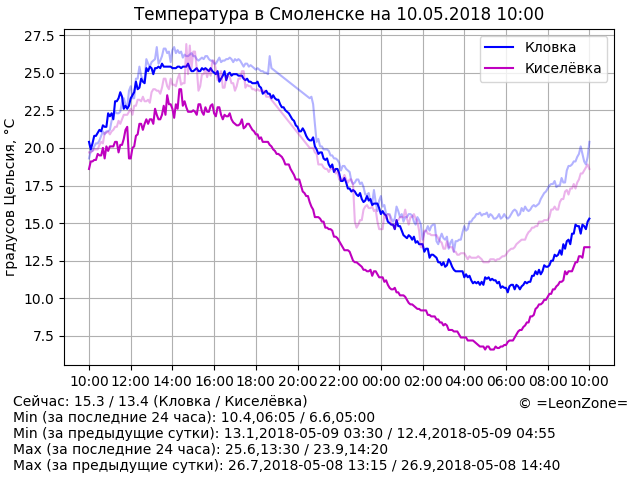 Температура в Смоленске на 10.05.2018 10:00
27.5
25.0
22.5
20.0
17.5
15.0
12.5
10.0
7.5
градусов Цельсия, °C
Кловка
Киселёвка
10:00 12:00 14:00 16:00 18:00 20:00 22:00 00:00 02:00 04:00 06:00 08:00 10:00
Сейчас: 15.3 / 13.4 (Кловка / Киселёвка)
© =LeonZone=
Min (за последние 24 часа): 10.4,06:05 / 6.6,05:00
Min (за предыдущие сутки): 13.1,2018-05-09 03:30 / 12.4,2018-05-09 04:55
Max (за последние 24 часа): 25.6,13:30 / 23.9,14:20
Max (за предыдущие сутки): 26.7,2018-05-08 13:15 / 26.9,2018-05-08 14:40